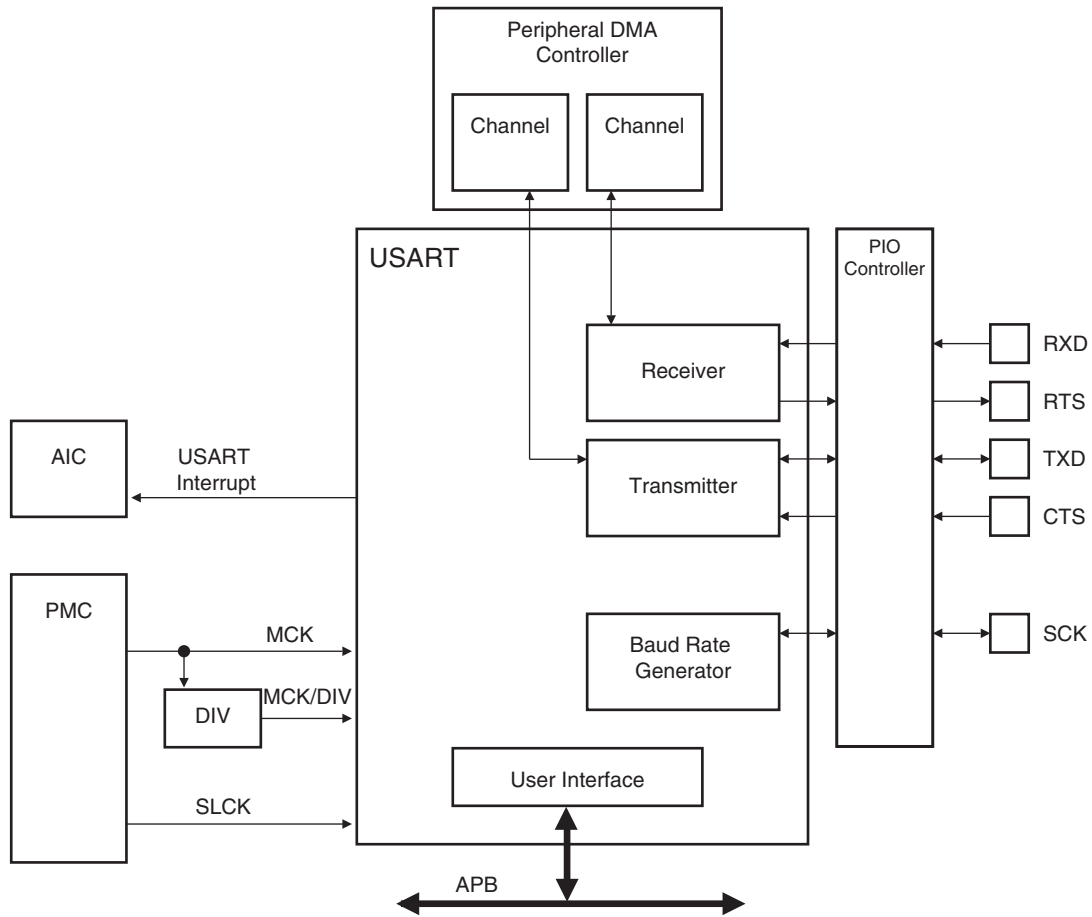 Peripheral DMA
Controller
Channel
Channel
USART
PIO
Controller
Receiver
RXD
RTS
AIC
USART
Interrupt
Transmitter
TXD
CTS
PMC
MCK
Baud Rate
Generator
SCK
DIV
MCK/DIV
User Interface
SLCK
APB